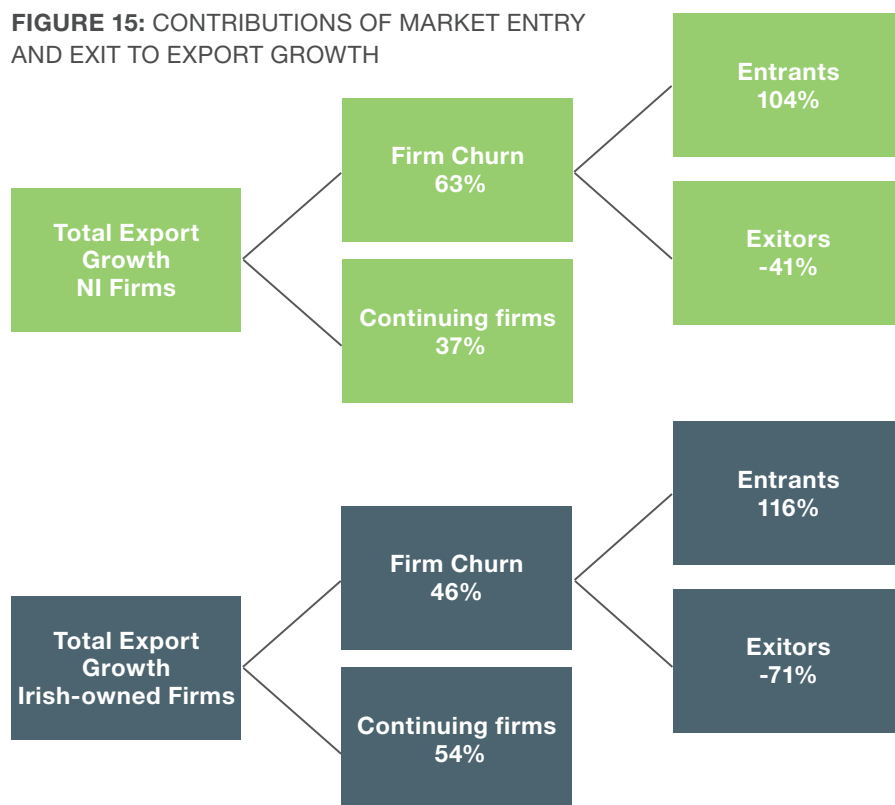 FIGURE 15: CONTRIBUTIONS OF MARKET ENTRY
AND EXIT TO EXPORT GROWTH
Total Export
Growth
NI Firms
Firm Churn
63%
Continuing firms
37%
Entrants
104%
Exitors
-41%
Total Export
Growth
Irish-owned Firms
Firm Churn
46%
Continuing firms
54%
Entrants
116%
Exitors
-71%